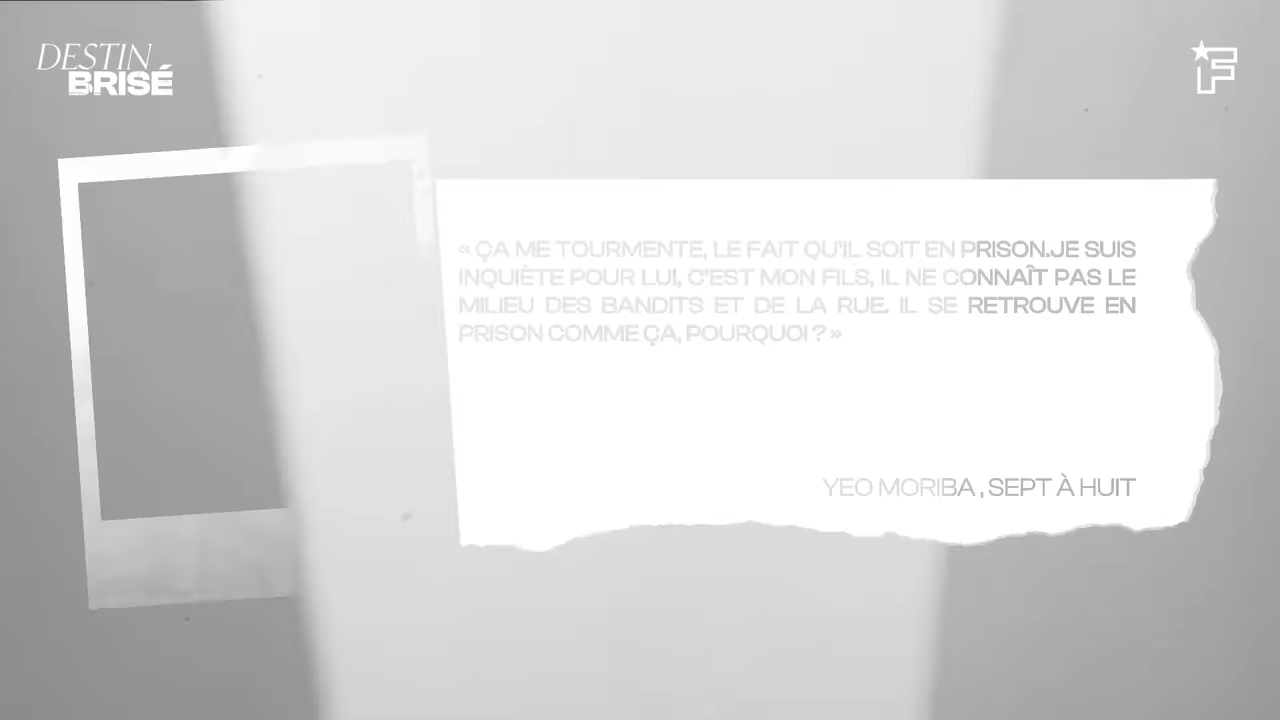 DESTIN
BRISÉ
« ÇA ME TOURMENTE, LE FAIT QU'IL SOIT EN PRISON.JE SUIS
INQUIÈTE POUR LUI, C'EST MON FILS, IL NE CONNAÎT PAS LE
MILIEU DES BANDITS ET DE LA RUE. IL SE RETROUVE EN
PRISON COMME ÇA, POURQUOI ? »
YEO MORIBA , SEPT À HUIT